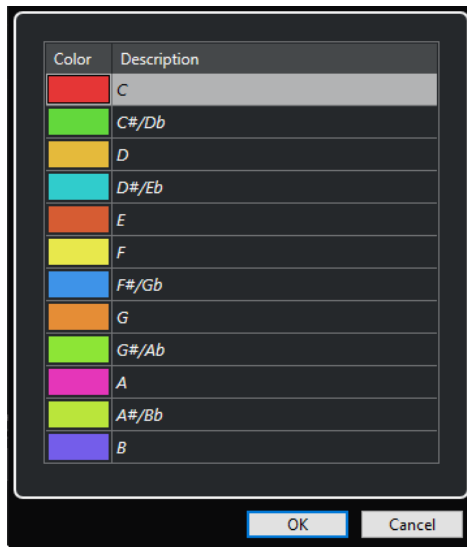 Color Description
C
C#/Db
D
D#/Eb
E
F
F#/Gb
G
G#/Ab
A
A#/Bb
B
OK Cancel